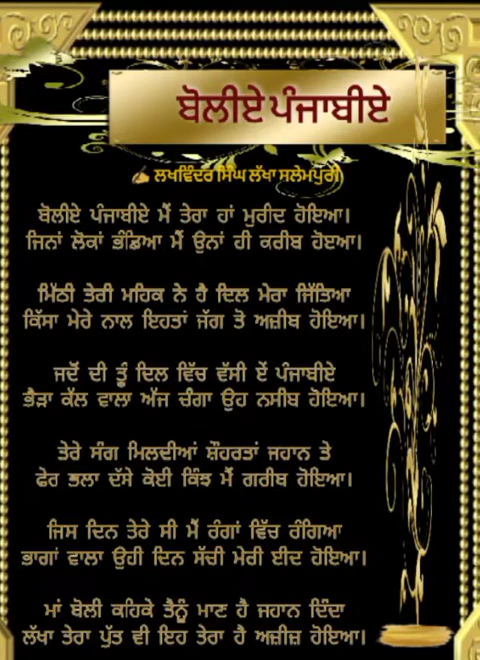 ਬੋਲੀਏ ਪੰਜਾਬੀਏ
✍ ਲਖਵਿੰਦਰ ਸਿੰਘ ਲੱਖਾ ਸਲੇਮਪੁਰੀ
ਬੋਲੀਏ ਪੰਜਾਬੀਏ ਮੈਂ ਤੇਰਾ ਹਾਂ ਮੁਰੀਦ ਹੋਇਆ।
ਜਿਨਾਂ ਲੋਕਾਂ ਭੰਡਿਆ ਮੈਂ ਉਨਾਂ ਹੀ ਕਰੀਬ ਹੋੲਆ।
ਮਿੱਠੀ ਤੇਰੀ ਮਹਿਕ ਨੇ ਹੈ ਦਿਲ ਮੇਰਾ ਜਿੱਤਿਆ
ਕਿੱਸਾ ਮੇਰੇ ਨਾਲ ਇਹਤਾਂ ਜੱਗ ਤੋ ਅਜ਼ੀਬ ਹੋਇਆ।
ਜਦੋਂ ਦੀ ਤੂੰ ਦਿਲ ਵਿੱਚ ਵੱਸੀ ਏਂ ਪੰਜਾਬੀਏ
ਭੈੜਾ ਕੱਲ ਵਾਲਾ ਅੱਜ ਚੰਗਾ ਉਹ ਨਸੀਬ ਹੋਇਆ।
ਤੇਰੇ ਸੰਗ ਮਿਲਦੀਆਂ ਸ਼ੌਹਰਤਾਂ ਜਹਾਨ ਤੇ
ਫੇਰ ਭਲਾ ਦੱਸੇ ਕੋਈ ਕਿੰਝ ਮੈਂ ਗਰੀਬ ਹੋਇਆ।
ਜਿਸ ਦਿਨ ਤੇਰੇ ਸੀ ਮੈਂ ਰੰਗਾਂ ਵਿੱਚ ਰੰਗਿਆ
ਭਾਗਾਂ ਵਾਲਾ ਉਹੀ ਦਿਨ ਸੱਚੀ ਮੇਰੀ ਈਦ ਹੋਇਆ।
ਮਾਂ ਬੋਲੀ ਕਹਿਕੇ ਤੈਨੂੰ ਮਾਣ ਹੈ ਜਹਾਨ ਦਿੰਦਾ
ਲੱਖਾ ਤੇਰਾ ਪੁੱਤ ਵੀ ਇਹ ਤੇਰਾ ਹੈ ਅਜ਼ੀਜ਼ ਹੋਇਆ।